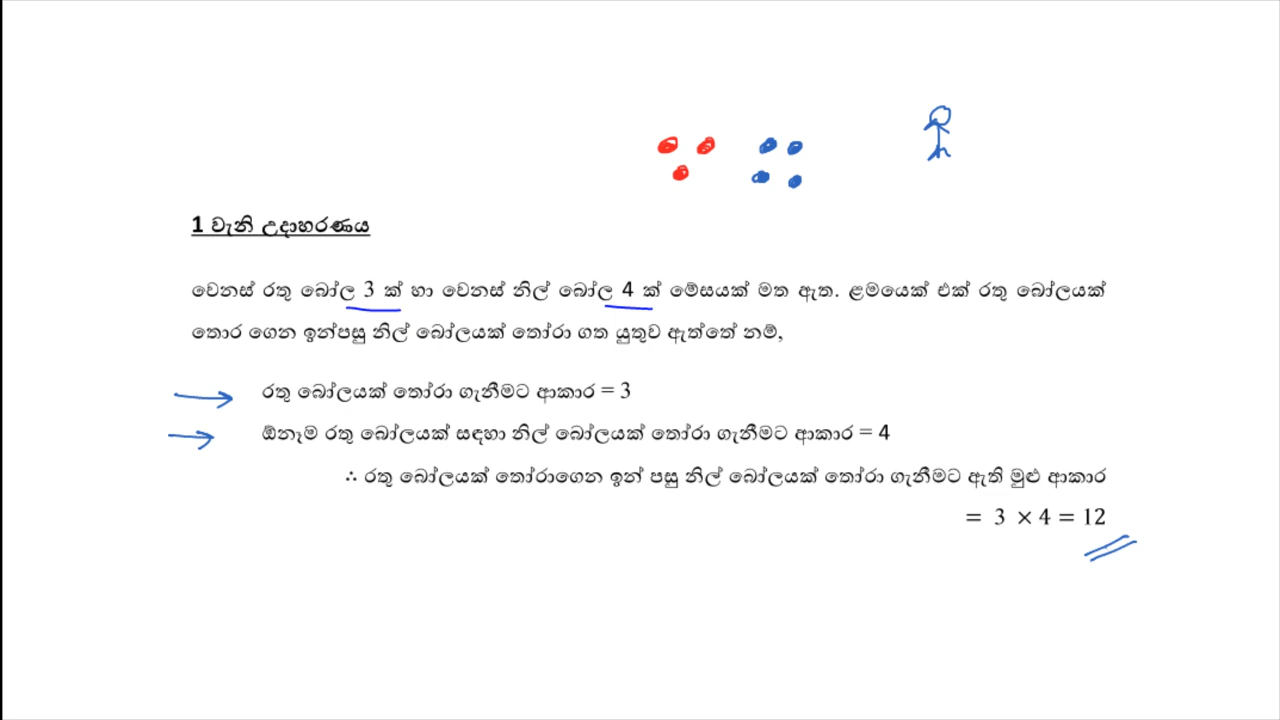 1 වැනි උදාහරණය
වෙනස් රතු බෝල 3 ක් හා වෙනස් නිල් බෝල 4 ක් මේසයක් මත ඇත. ළමයෙක් එක් රතු බෝලයක්
තොර ගෙන ඉන්පසු නිල් බෝලයක් තෝරා ගත යුතුව ඇත්තේ නම්,
රතු බෝලයක් තෝරා ගැනීමට ආකාර = 3
ඕනෑම රතු බෝලයක් සඳහා නිල් බෝලයක් තෝරා ගැනීමට ආකාර = 4
∴ රතු බෝලයක් තෝරාගෙන ඉන් පසු නිල් බෝලයක් තෝරා ගැනීමට ඇති මුළු ආකාර
= 3 × 4 = 12